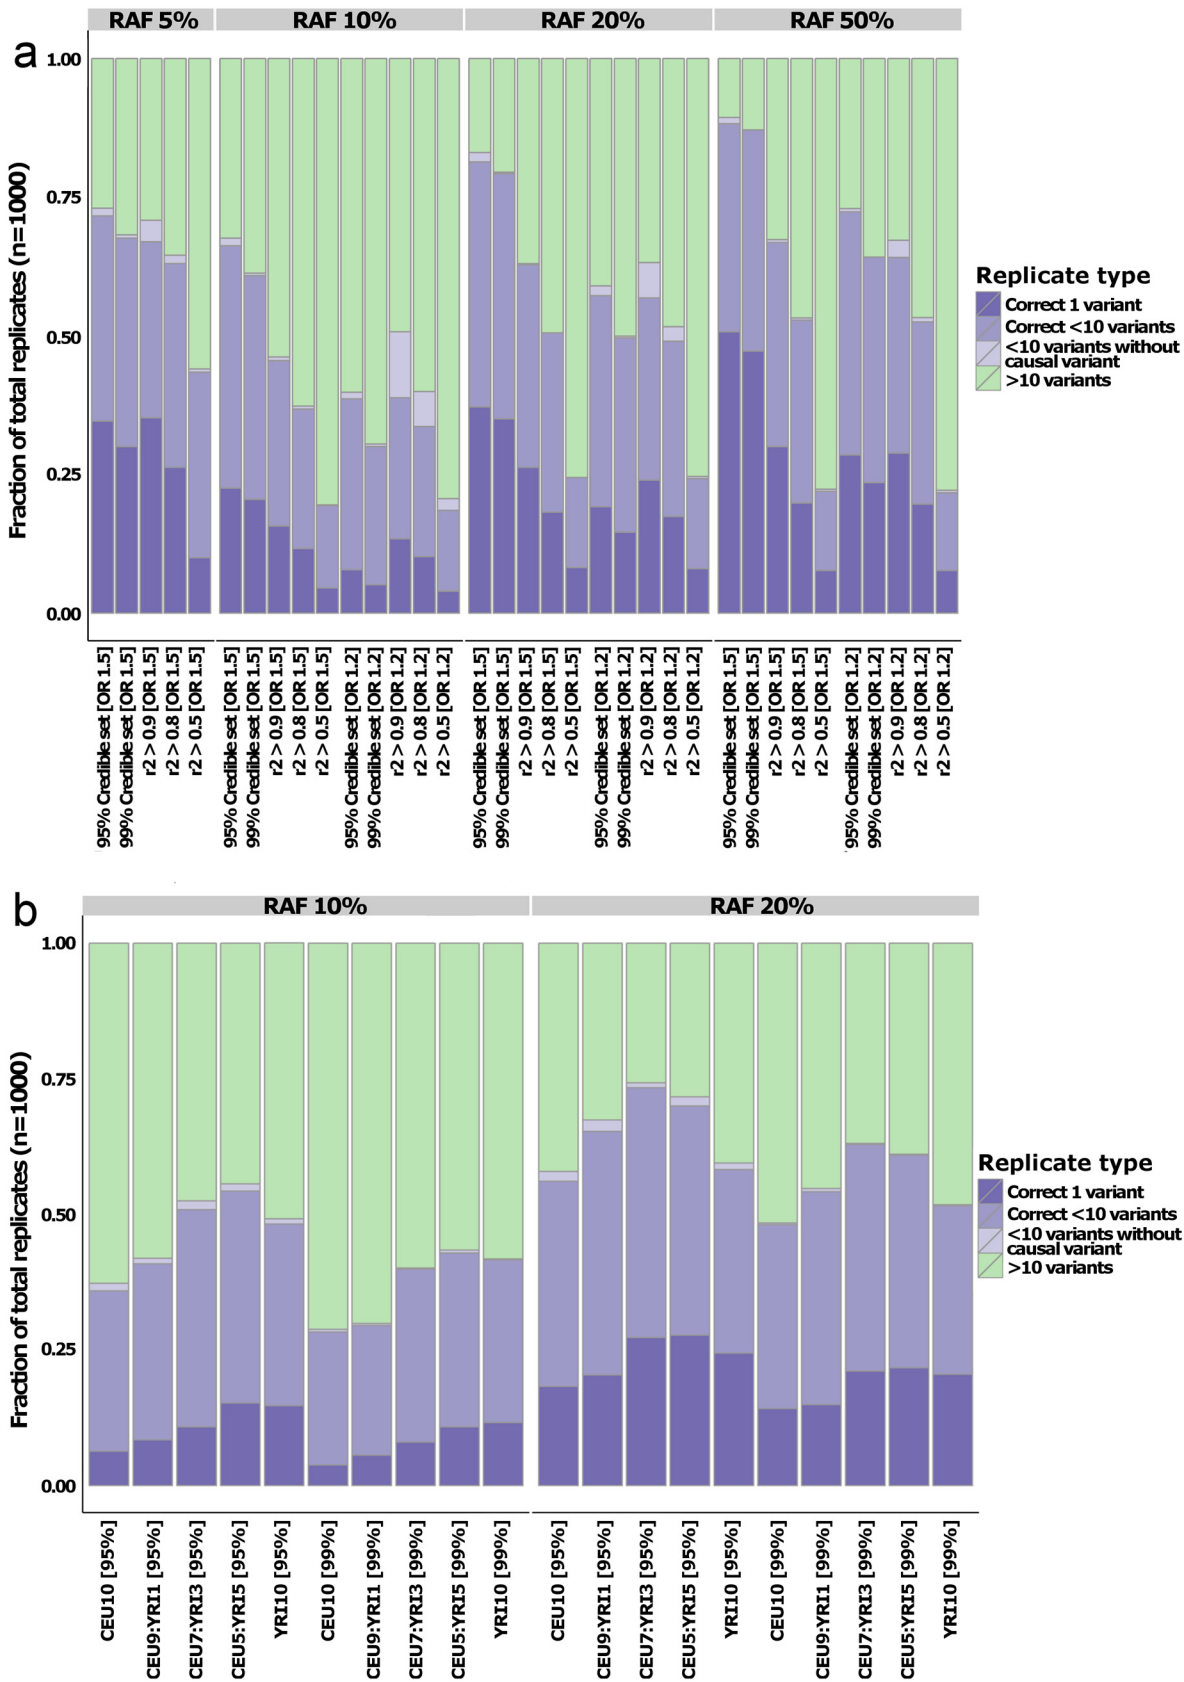 RAF 5% RAF 10% RAF 20% RAF 50%
a
1.00
0.75
0.50
0.25
0.00
Fraction of total replicates (n=1000)
Replicate type
Correct 1 variant
Correct <10 variants
<10 variants without
causal variant
>10 variants
95% Credible set [OR 1.5]
99% Credible set [OR 1.5]
r2 > 0.9 [OR 1.5]
r2 > 0.8 [OR 1.5]
r2 > 0.5 [OR 1.5]
95% Credible set [OR 1.5]
99% Credible set [OR 1.5]
r2 > 0.9 [OR 1.5]
r2 > 0.8 [OR 1.5]
r2 > 0.5 [OR 1.5]
95% Credible set [OR 1.2]
99% Credible set [OR 1.2]
r2 > 0.9 [OR 1.2]
r2 > 0.8 [OR 1.2]
r2 > 0.5 [OR 1.2]
95% Credible set [OR 1.5]
99% Credible set [OR 1.5]
r2 > 0.9 [OR 1.5]
r2 > 0.8 [OR 1.5]
r2 > 0.5 [OR 1.5]
95% Credible set [OR 1.2]
99% Credible set [OR 1.2]
r2 > 0.9 [OR 1.2]
r2 > 0.8 [OR 1.2]
r2 > 0.5 [OR 1.2]
95% Credible set [OR 1.5]
99% Credible set [OR 1.5]
r2 > 0.9 [OR 1.5]
r2 > 0.8 [OR 1.5]
r2 > 0.5 [OR 1.5]
95% Credible set [OR 1.2]
99% Credible set [OR 1.2]
r2 > 0.9 [OR 1.2]
r2 > 0.8 [OR 1.2]
r2 > 0.5 [OR 1.2]
b
RAF 10% RAF 20%
1.00
0.75
0.50
0.25
0.00
Fraction of total replicates (n=1000)
Replicate type
Correct 1 variant
Correct <10 variants
<10 variants without
causal variant
>10 variants
CEU10 [95%]
CEU9:YRI1 [95%]
CEU7:YRI3 [95%]
CEU5:YRI5 [95%]
YRI10 [95%]
CEU10 [99%]
CEU9:YRI1 [99%]
CEU7:YRI3 [99%]
CEU5:YRI5 [99%]
YRI10 [99%]
CEU10 [95%]
CEU9:YRI1 [95%]
CEU7:YRI3 [95%]
CEU5:YRI5 [95%]
YRI10 [95%]
CEU10 [99%]
CEU9:YRI1 [99%]
CEU7:YRI3 [99%]
CEU5:YRI5 [99%]
YRI10 [99%]